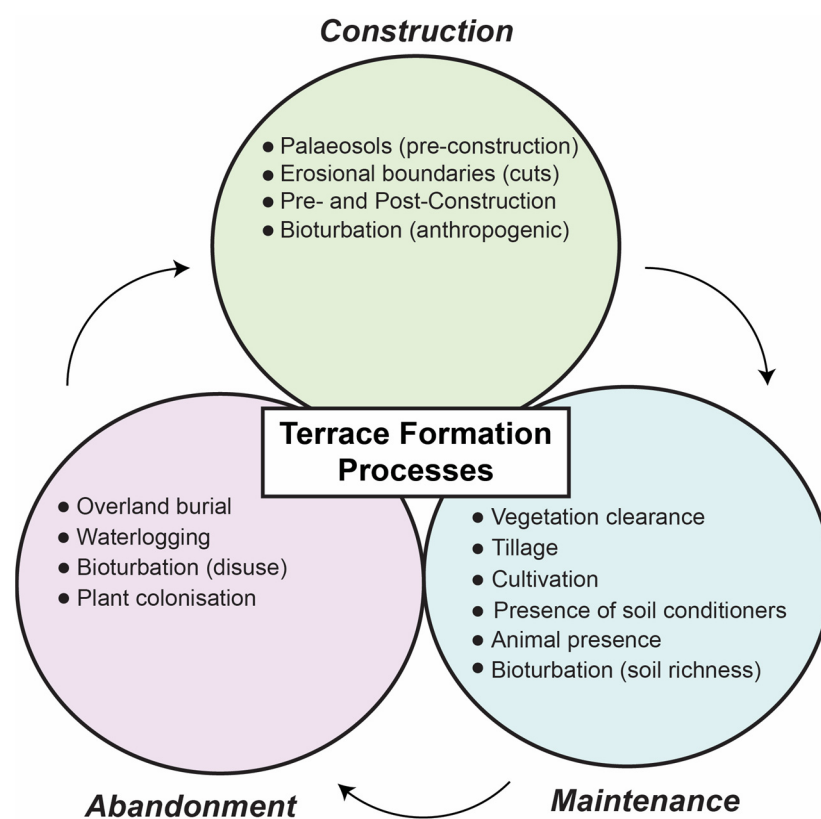 Construction
● Palaeosols (pre-construction)
● Erosional boundaries (cuts)
● Pre- and Post-Construction
● Bioturbation (anthropogenic)
Terrace Formation
Processes
● Overland burial
● Waterlogging
● Bioturbation (disuse)
● Plant colonisation
● Vegetation clearance
● Tillage
● Cultivation
● Presence of soil conditioners
● Animal presence
● Bioturbation (soil richness)
Abandonment
Maintenance